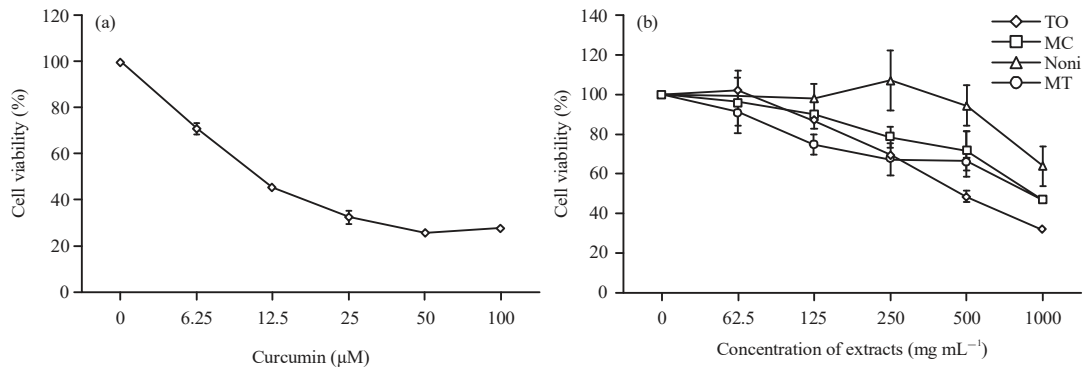 (a)
120
100
80
60
40
20
0
Cell viability (%)
0 6.25 12.5 25 50 100
Curcumin (µM)
(b)
TO
MC
Noni
MT
140
120
100
80
60
40
20
0
Cell viability (%)
0 62.5 125 250 500 1000
Concentration of extracts (mg mL⁻¹)